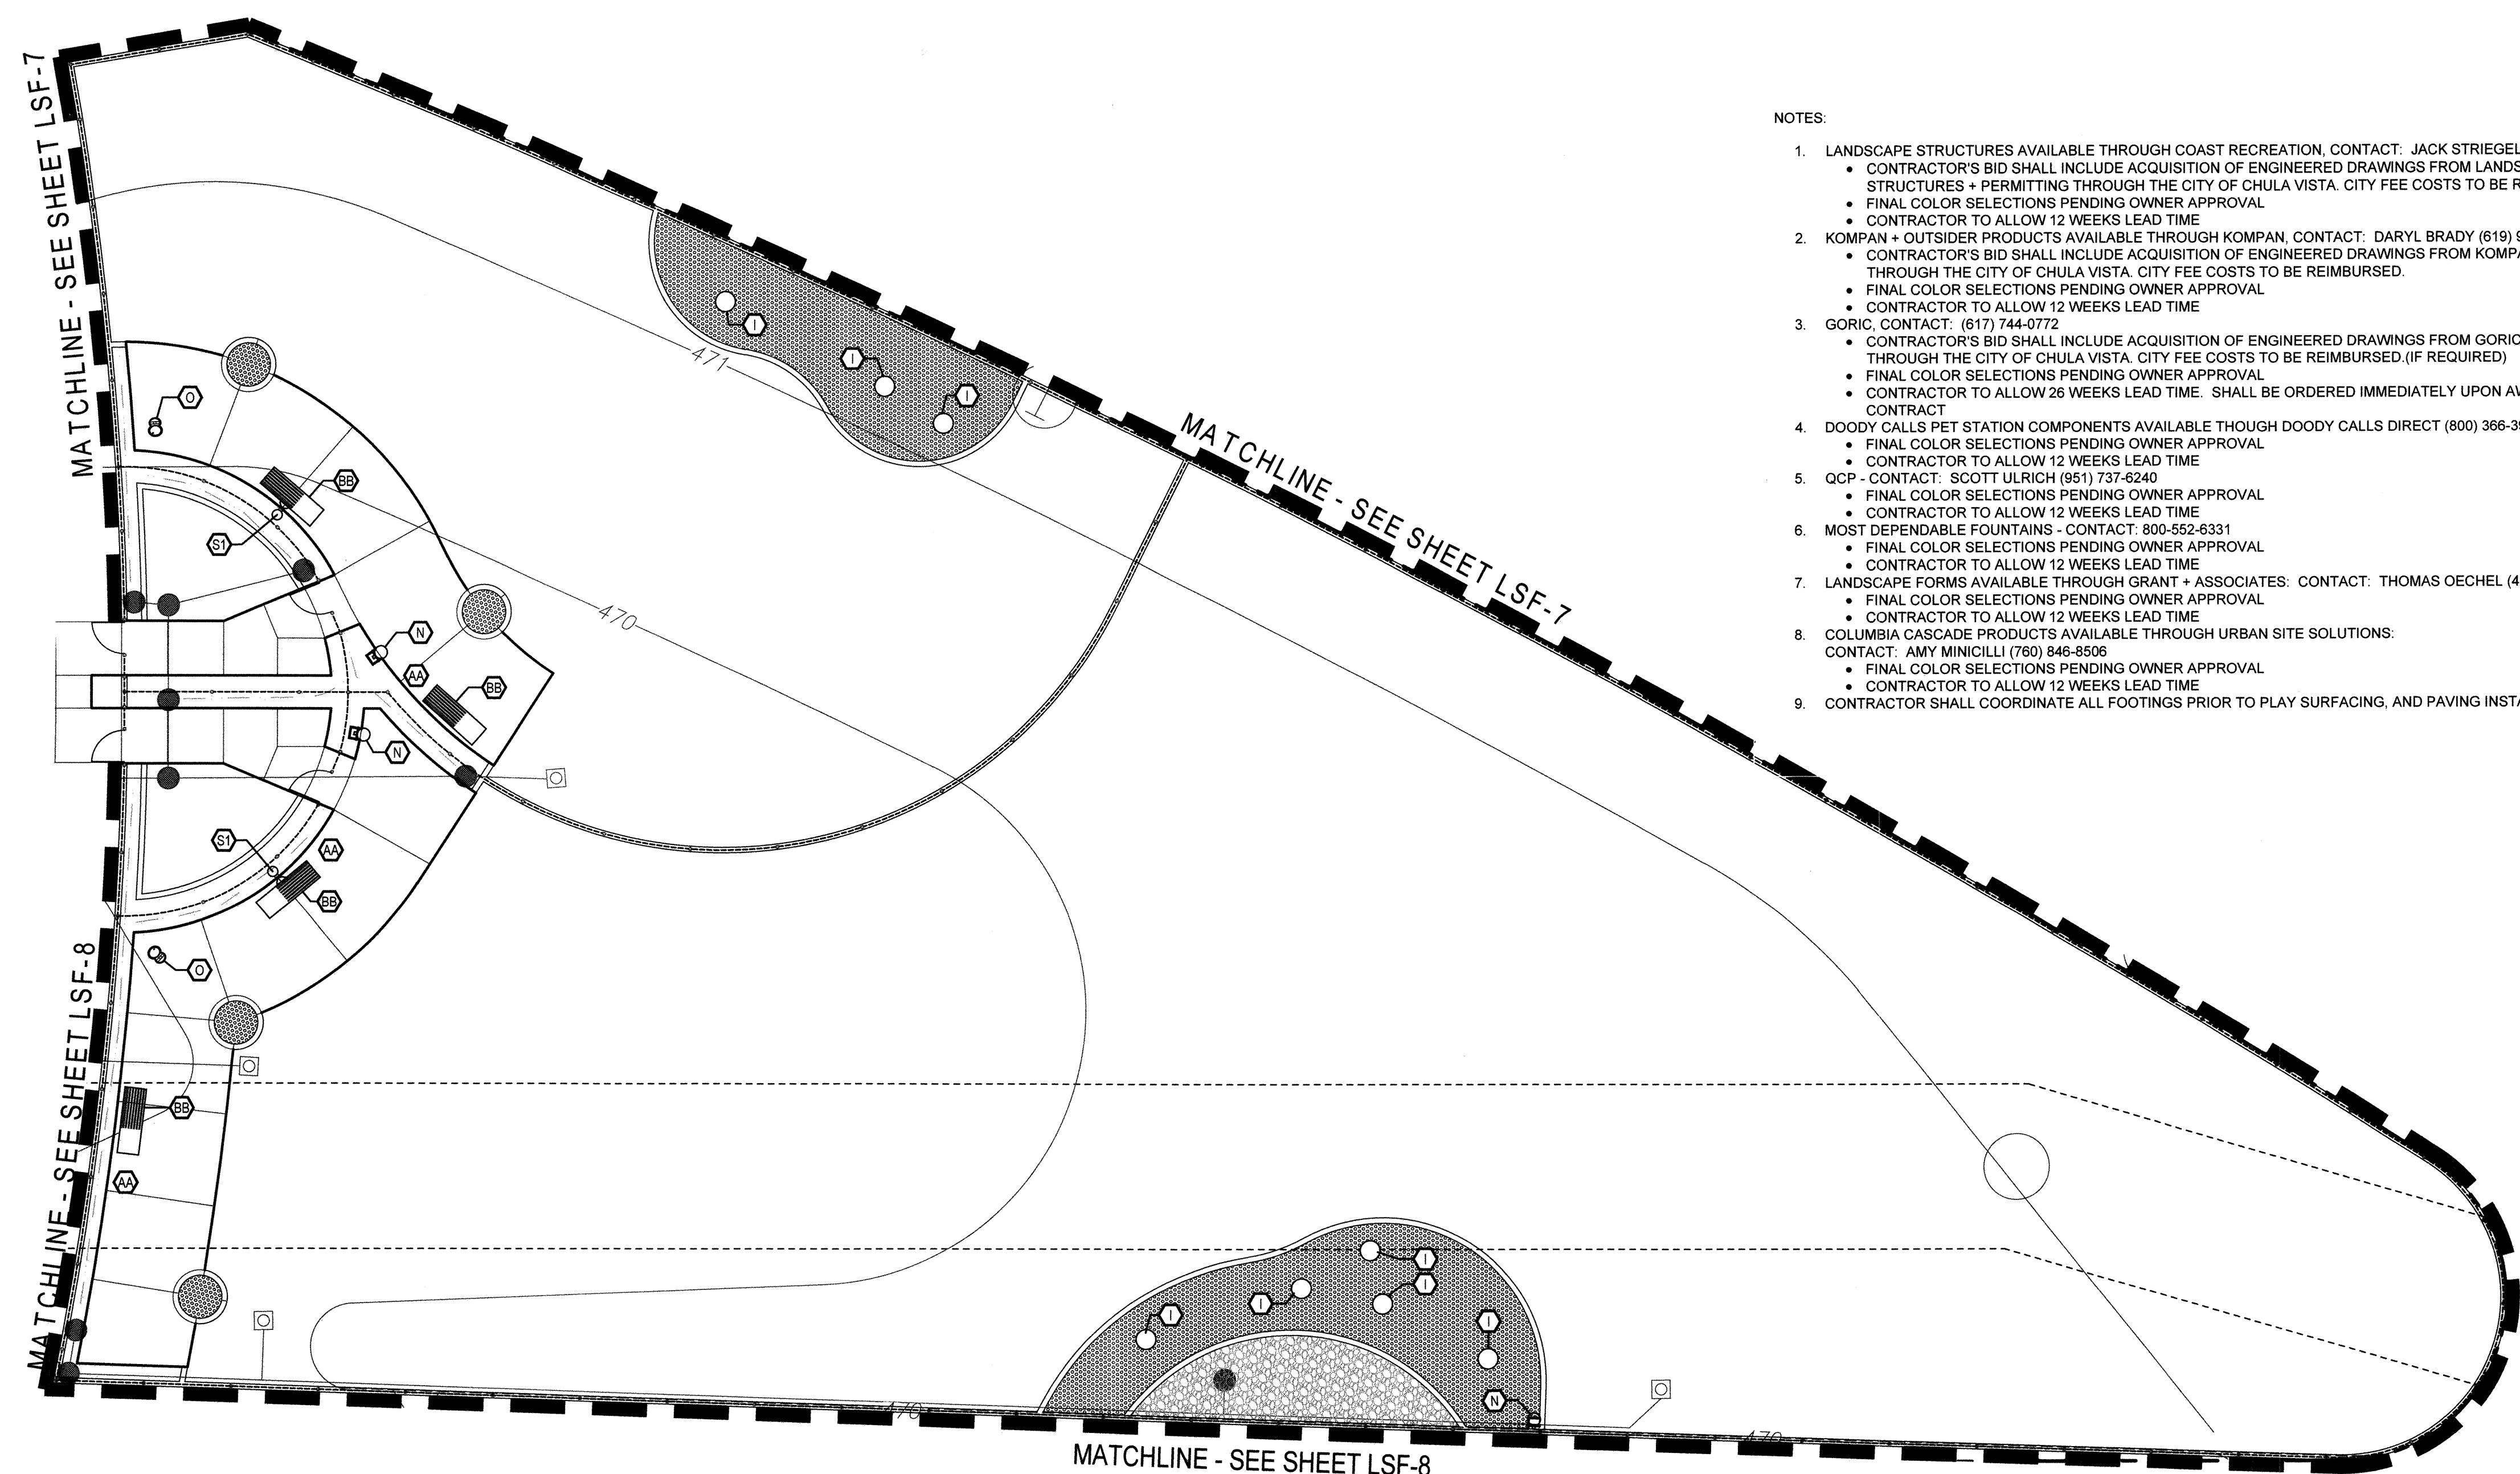 MATCHLINE - SEE SHEET LSF-7
MATCHLINE - SEE SHEET LSF-8
MATCHLINE - SEE SHEET LSF-7
MATCHLINE - SEE SHEET LSF-8
471
470
470
470
I
I
I
O
BB
S1
N
AA
BB
N
S1
AA
BB
O
BB
AA
I
I
I
I
I
N
NOTES:
1. LANDSCAPE STRUCTURES AVAILABLE THROUGH COAST RECREATION, CONTACT: JACK STRIEGEL
• CONTRACTOR'S BID SHALL INCLUDE ACQUISITION OF ENGINEERED DRAWINGS FROM LANDS
STRUCTURES + PERMITTING THROUGH THE CITY OF CHULA VISTA. CITY FEE COSTS TO BE R
• FINAL COLOR SELECTIONS PENDING OWNER APPROVAL
• CONTRACTOR TO ALLOW 12 WEEKS LEAD TIME
2. KOMPAN + OUTSIDER PRODUCTS AVAILABLE THROUGH KOMPAN, CONTACT: DARYL BRADY (619) 9
• CONTRACTOR'S BID SHALL INCLUDE ACQUISITION OF ENGINEERED DRAWINGS FROM KOMPA
THROUGH THE CITY OF CHULA VISTA. CITY FEE COSTS TO BE REIMBURSED.
• FINAL COLOR SELECTIONS PENDING OWNER APPROVAL
• CONTRACTOR TO ALLOW 12 WEEKS LEAD TIME
3. GORIC, CONTACT: (617) 744-0772
• CONTRACTOR'S BID SHALL INCLUDE ACQUISITION OF ENGINEERED DRAWINGS FROM GORIC
THROUGH THE CITY OF CHULA VISTA. CITY FEE COSTS TO BE REIMBURSED.(IF REQUIRED)
• FINAL COLOR SELECTIONS PENDING OWNER APPROVAL
• CONTRACTOR TO ALLOW 26 WEEKS LEAD TIME. SHALL BE ORDERED IMMEDIATELY UPON AW
CONTRACT
4. DOODY CALLS PET STATION COMPONENTS AVAILABLE THOUGH DOODY CALLS DIRECT (800) 366-39
• FINAL COLOR SELECTIONS PENDING OWNER APPROVAL
• CONTRACTOR TO ALLOW 12 WEEKS LEAD TIME
5. QCP - CONTACT: SCOTT ULRICH (951) 737-6240
• FINAL COLOR SELECTIONS PENDING OWNER APPROVAL
• CONTRACTOR TO ALLOW 12 WEEKS LEAD TIME
6. MOST DEPENDABLE FOUNTAINS - CONTACT: 800-552-6331
• FINAL COLOR SELECTIONS PENDING OWNER APPROVAL
• CONTRACTOR TO ALLOW 12 WEEKS LEAD TIME
7. LANDSCAPE FORMS AVAILABLE THROUGH GRANT + ASSOCIATES: CONTACT: THOMAS OECHEL (4
• FINAL COLOR SELECTIONS PENDING OWNER APPROVAL
• CONTRACTOR TO ALLOW 12 WEEKS LEAD TIME
8. COLUMBIA CASCADE PRODUCTS AVAILABLE THROUGH URBAN SITE SOLUTIONS:
CONTACT: AMY MINICILLI (760) 846-8506
• FINAL COLOR SELECTIONS PENDING OWNER APPROVAL
• CONTRACTOR TO ALLOW 12 WEEKS LEAD TIME
9. CONTRACTOR SHALL COORDINATE ALL FOOTINGS PRIOR TO PLAY SURFACING, AND PAVING INSTA